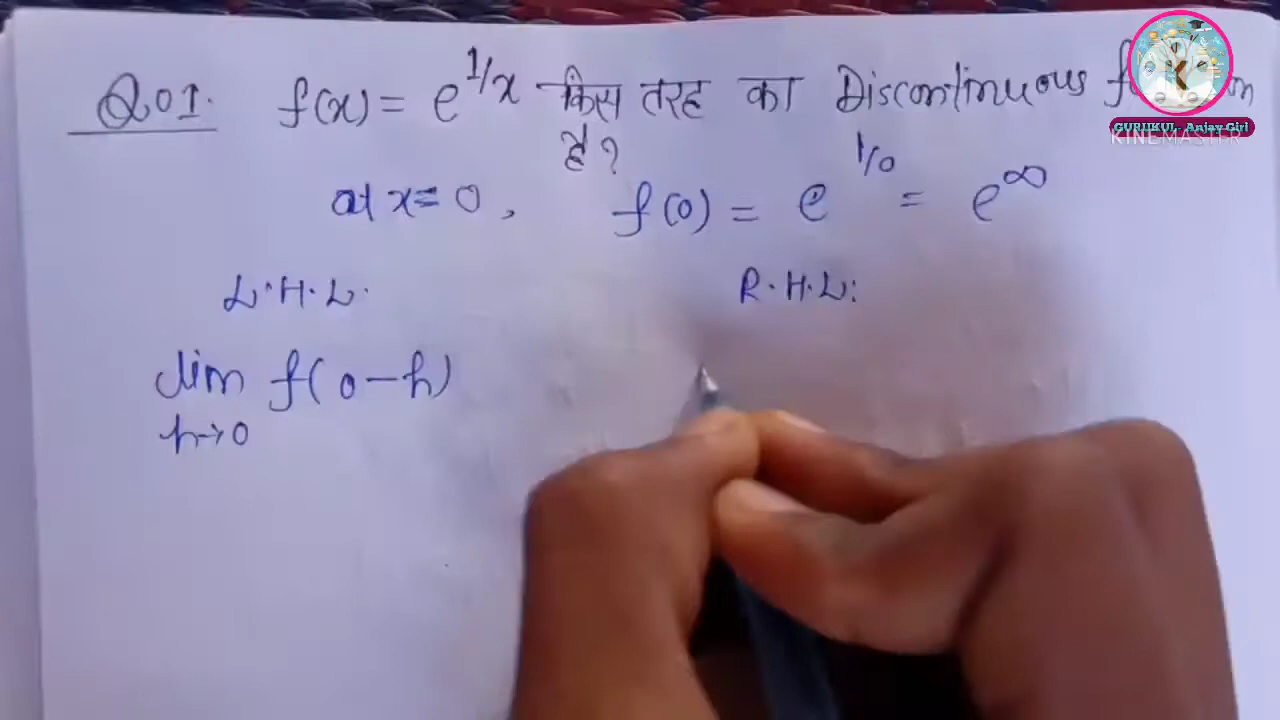 Q01. f(x) = e^1/x किस तरह का Discontinuous
है?
at x = 0, f(0) = e^1/0 = e^∞
L.H.L. R.H.L:
lim f(0-h)
h→0
GURUKUL- Anjay Giri
KINEMASTER